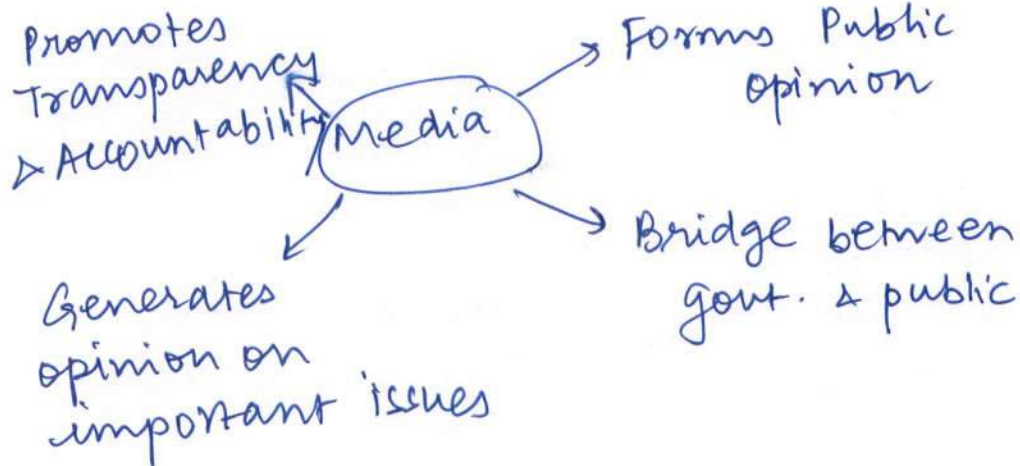 Promotes
Transparency
& Accountability
Media
Forms Public
opinion
Bridge between
govt. & public
Generates
opinion on
important issues